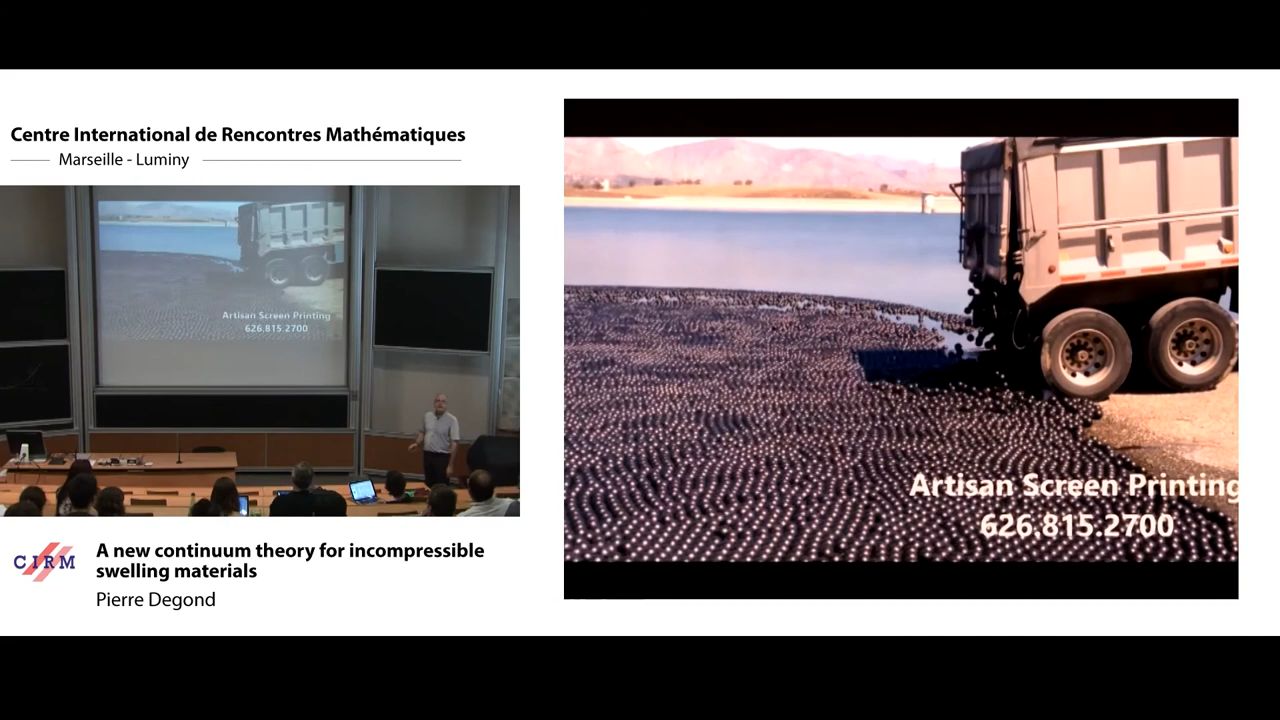 Centre International de Rencontres Mathématiques
Marseille - Luminy
Artisan Screen Printing
626.815.2700
CIRM
A new continuum theory for incompressible
swelling materials
Pierre Degond
Artisan Screen Printing
626.815.2700